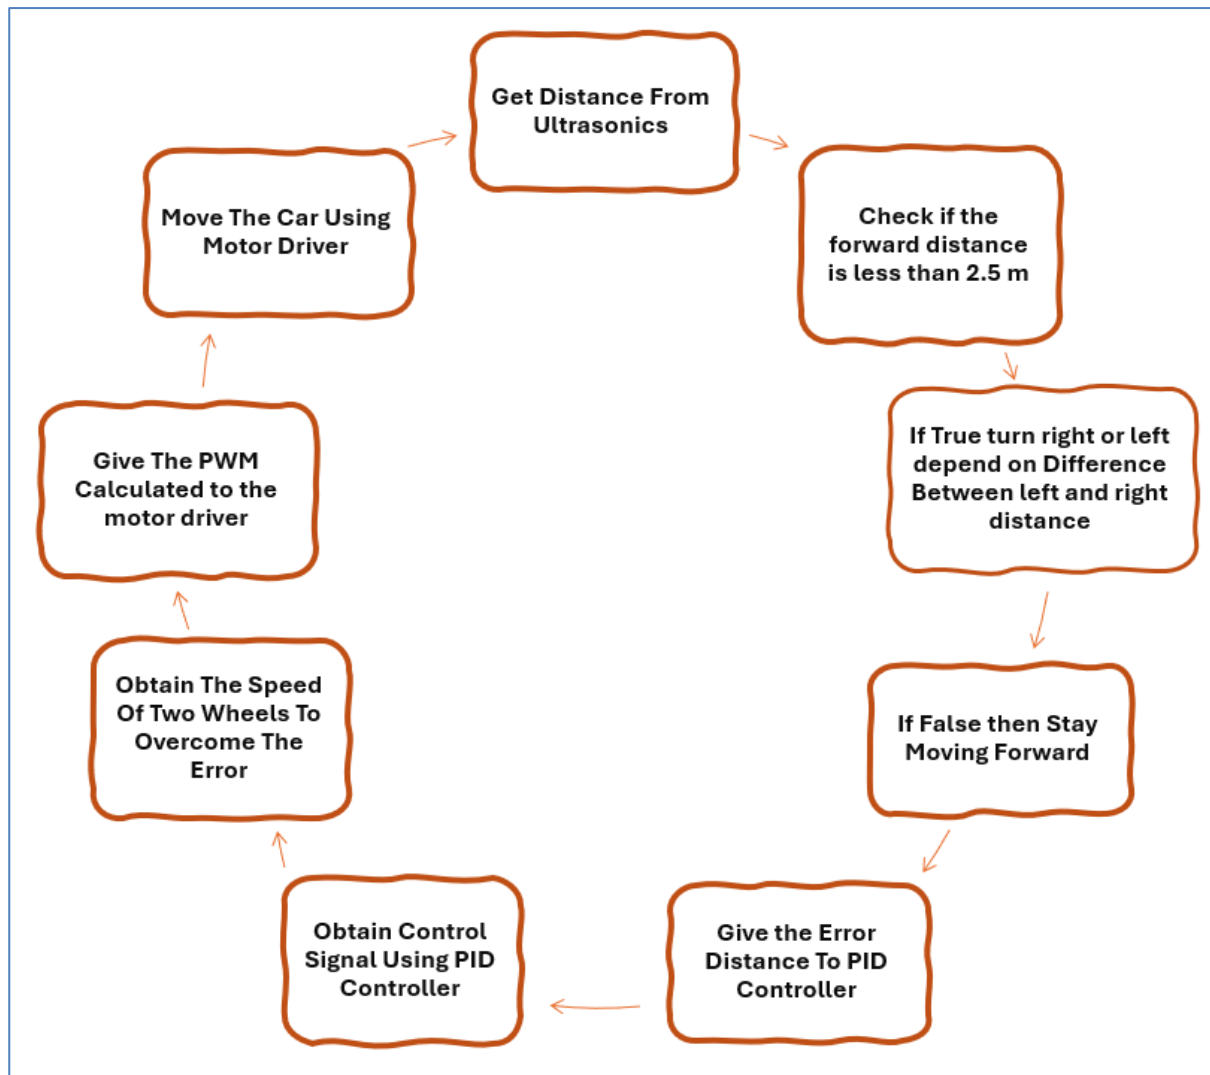 Get Distance From
Ultrasonics
Check if the
forward distance
is less than 2.5 m
If True turn right or left
depend on Difference
Between left and right
distance
If False then Stay
Moving Forward
Give the Error
Distance To PID
Controller
Obtain Control
Signal Using PID
Controller
Obtain The Speed
Of Two Wheels To
Overcome The
Error
Give The PWM
Calculated to the
motor driver
Move The Car Using
Motor Driver